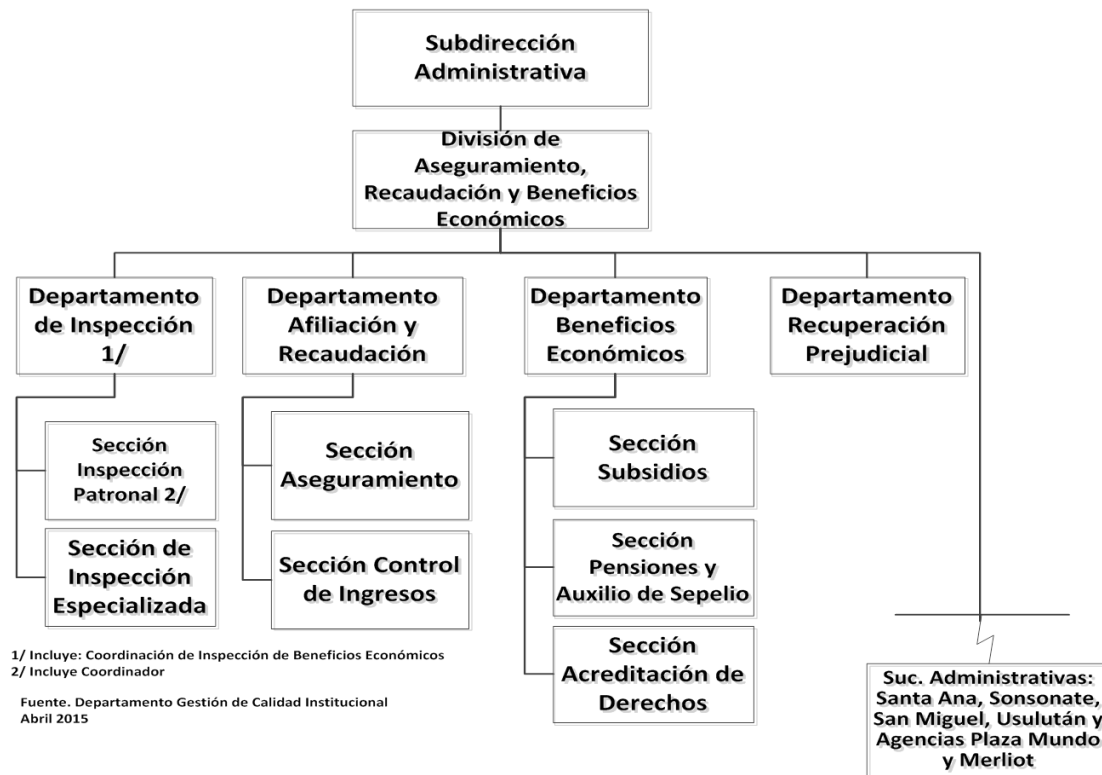 Subdirección
Administrativa
División de
Aseguramiento,
Recaudación y Beneficios
Económicos
Departamento
de Inspección
1/
Departamento
Afiliación y
Recaudación
Departamento
Beneficios
Económicos
Departamento
Recuperación
Prejudicial
Sección
Inspección
Patronal 2/
Sección de
Inspección
Especializada
Sección
Aseguramiento
Sección Control
de Ingresos
Sección
Subsidios
Sección
Pensiones y
Auxilio de Sepelio
Sección
Acreditación de
Derechos
Suc. Administrativas:
Santa Ana, Sonsonate,
San Miguel, Usulután y
Agencias Plaza Mundo
y Merliot
1/ Incluye: Coordinación de Inspección de Beneficios Económicos
2/ Incluye Coordinador
Fuente. Departamento Gestión de Calidad Institucional
Abril 2015